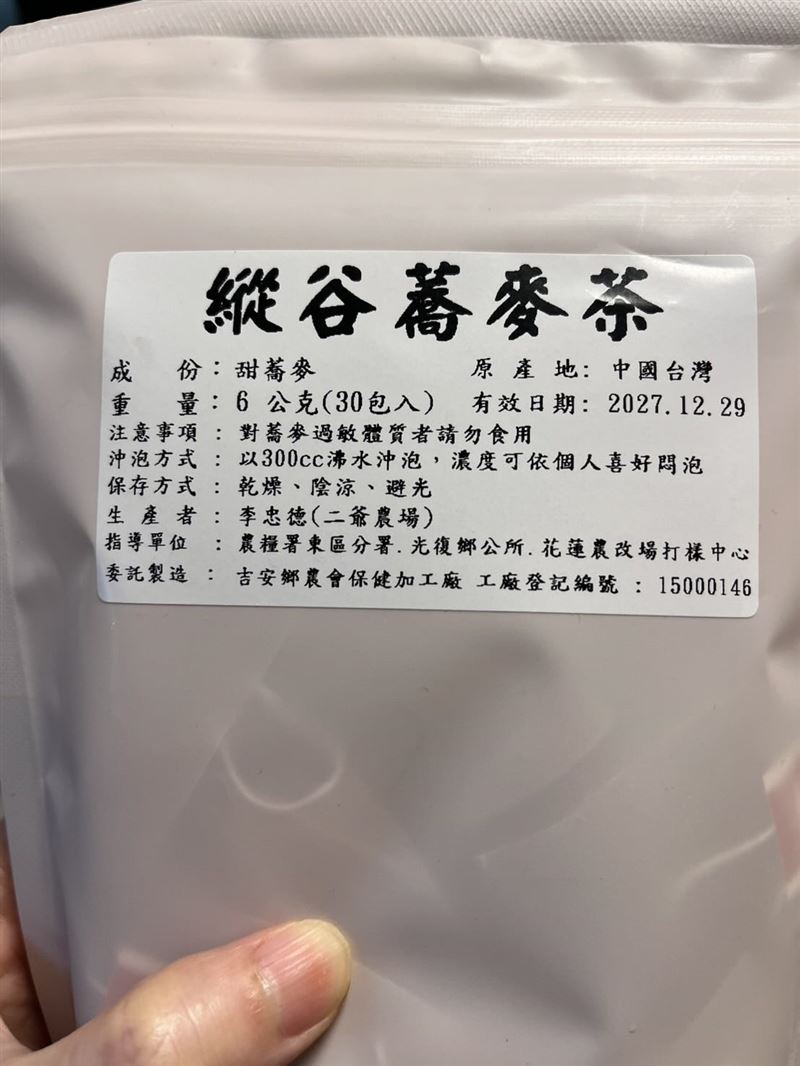 縱谷蕎麥茶
成 份：甜蕎麥 原 產 地: 中國台灣
重 量：6 公克(30包入) 有效日期: 2027.12.29
注意事項 : 對蕎麥過敏體質者請勿食用
沖泡方式 : 以300cc沸水沖泡，濃度可依個人喜好悶泡
保存方式 : 乾燥、陰涼、避光
生 產 者 : 李忠德(二爺農場)
指導單位 : 農糧署東區分署.光復鄉公所.花蓮農改場打樣中心
委託製造 : 吉安鄉農會保健加工廠 工廠登記編號 : 15000146